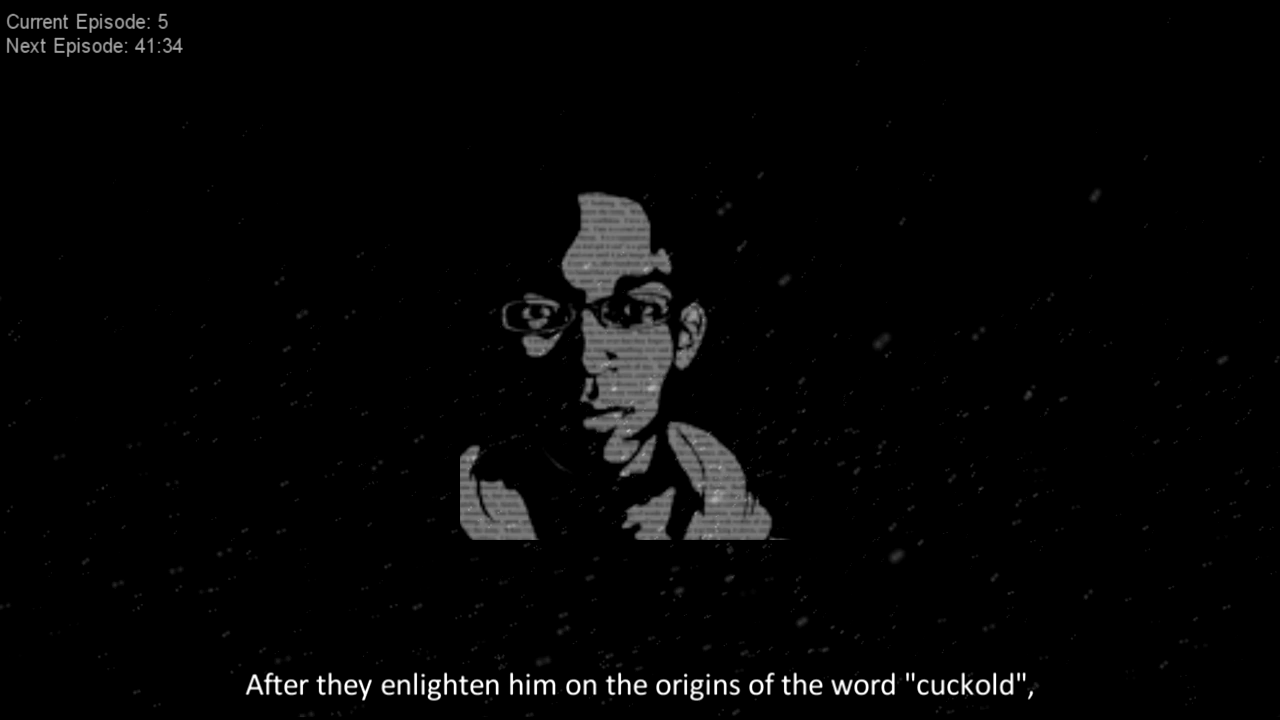 Current Episode: 5
Next Episode: 41:34
After they enlighten him on the origins of the word "cuckold",